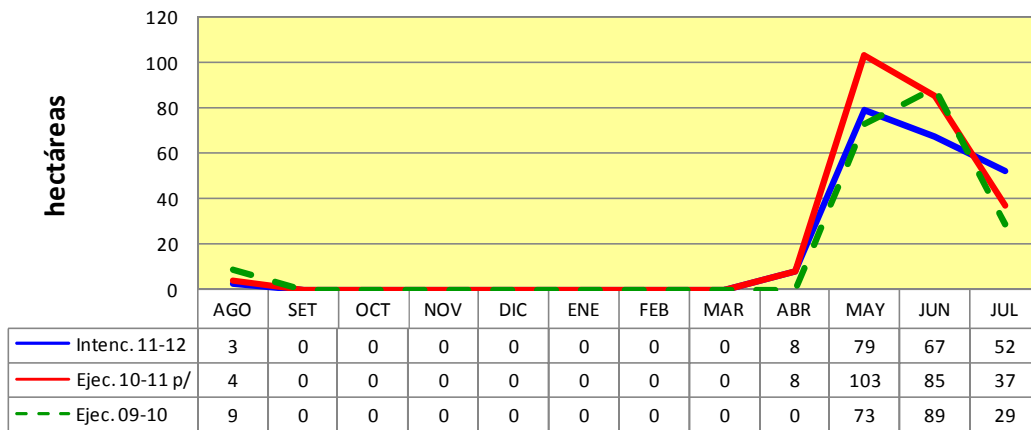 120
100
80
60
40
20
0
hectáreas
AGO SET OCT NOV DIC ENE FEB MAR ABR MAY JUN JUL
Intenc. 11-12 3 0 0 0 0 0 0 0 8 79 67 52
Ejec. 10-11 p/ 4 0 0 0 0 0 0 0 8 103 85 37
Ejec. 09-10 9 0 0 0 0 0 0 0 0 73 89 29